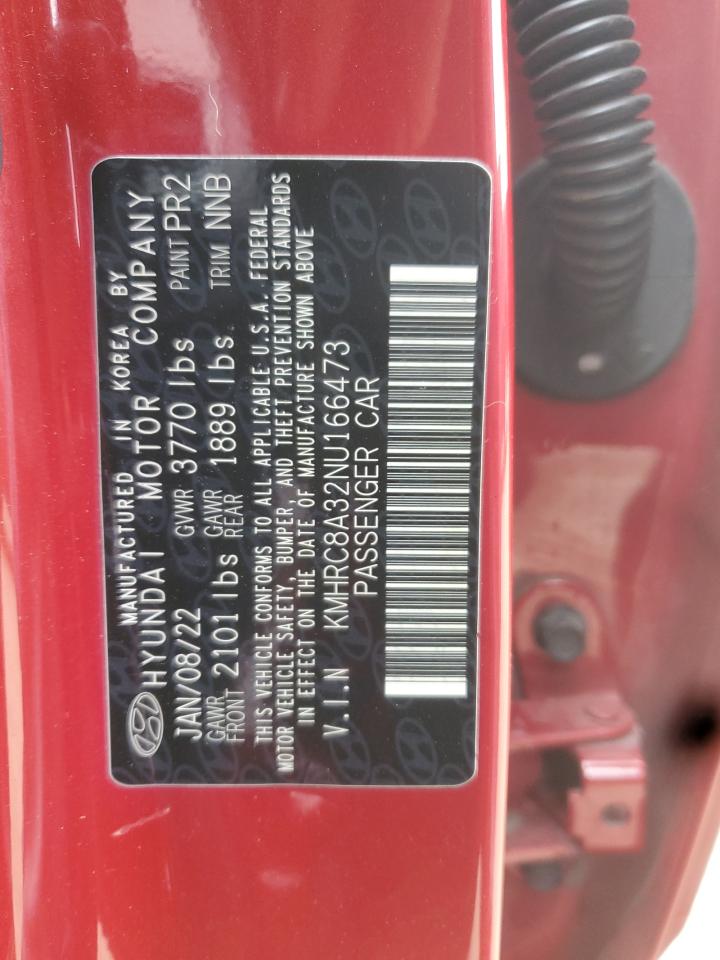 MANUFACTURED IN KOREA BY
HYUNDAI MOTOR COMPANY
JAN/08/22 GVWR 3770 lbs PAINT PR2
GAWR FRONT 2101 lbs GAWR REAR 1889 lbs TRIM NNB
THIS VEHICLE CONFORMS TO ALL APPLICABLE U.S.A. FEDERAL
MOTOR VEHICLE SAFETY, BUMPER AND THEFT PREVENTION STANDARDS
IN EFFECT ON THE DATE OF MANUFACTURE SHOWN ABOVE
V.I.N KMHRC8A32NU166473
PASSENGER CAR